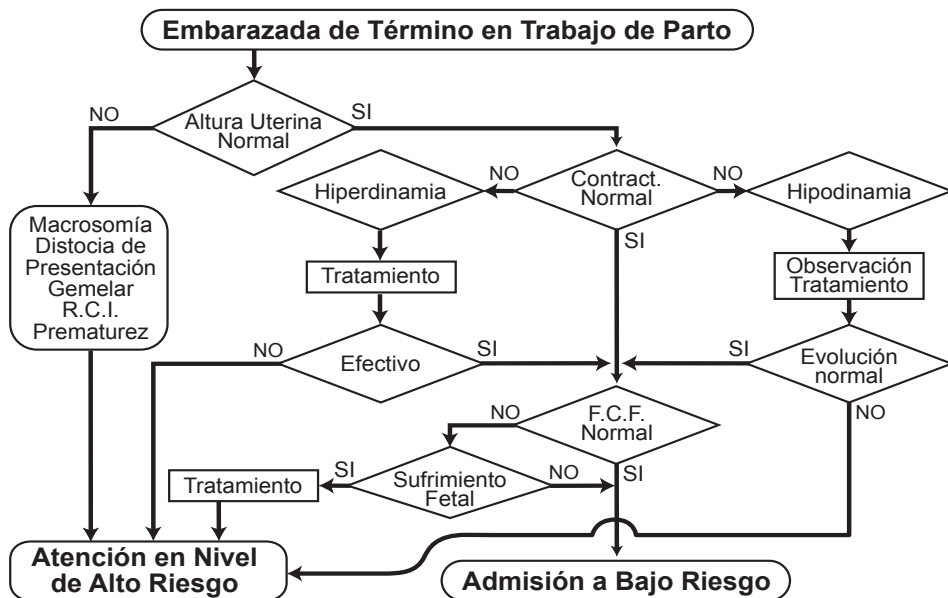 Embarazada de Término en Trabajo de Parto
NO
Altura Uterina
Normal
SI
Hiperdinamia
NO
Contract.
Normal
NO
Hipodinamia
Macrosomía
Distocia de
Presentación
Gemelar
R.C.I.
Prematurez
SI
Tratamiento
Observación
Tratamiento
NO
Efectivo
SI
SI
Evolución
normal
NO
NO
F.C.F.
Normal
SI
Tratamiento
SI
Sufrimiento
Fetal
NO
Atención en Nivel
de Alto Riesgo
Admisión a Bajo Riesgo